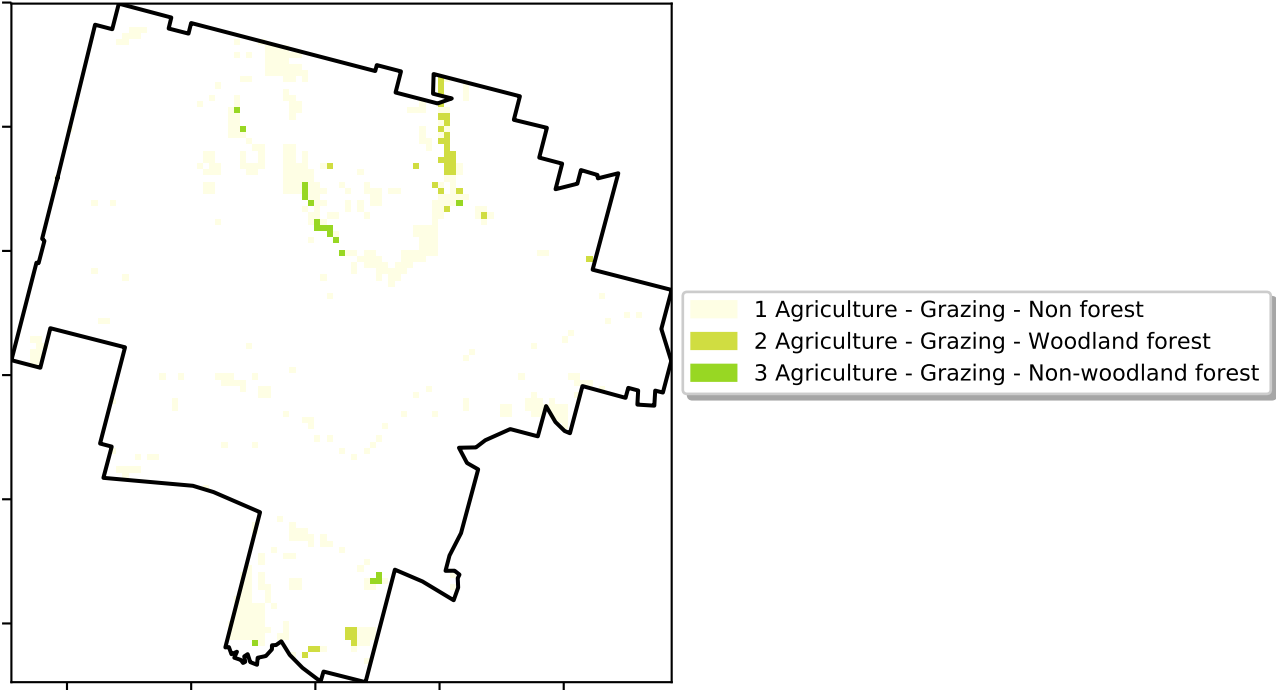 1 Agriculture - Grazing - Non forest
2 Agriculture - Grazing - Woodland forest
3 Agriculture - Grazing - Non-woodland forest